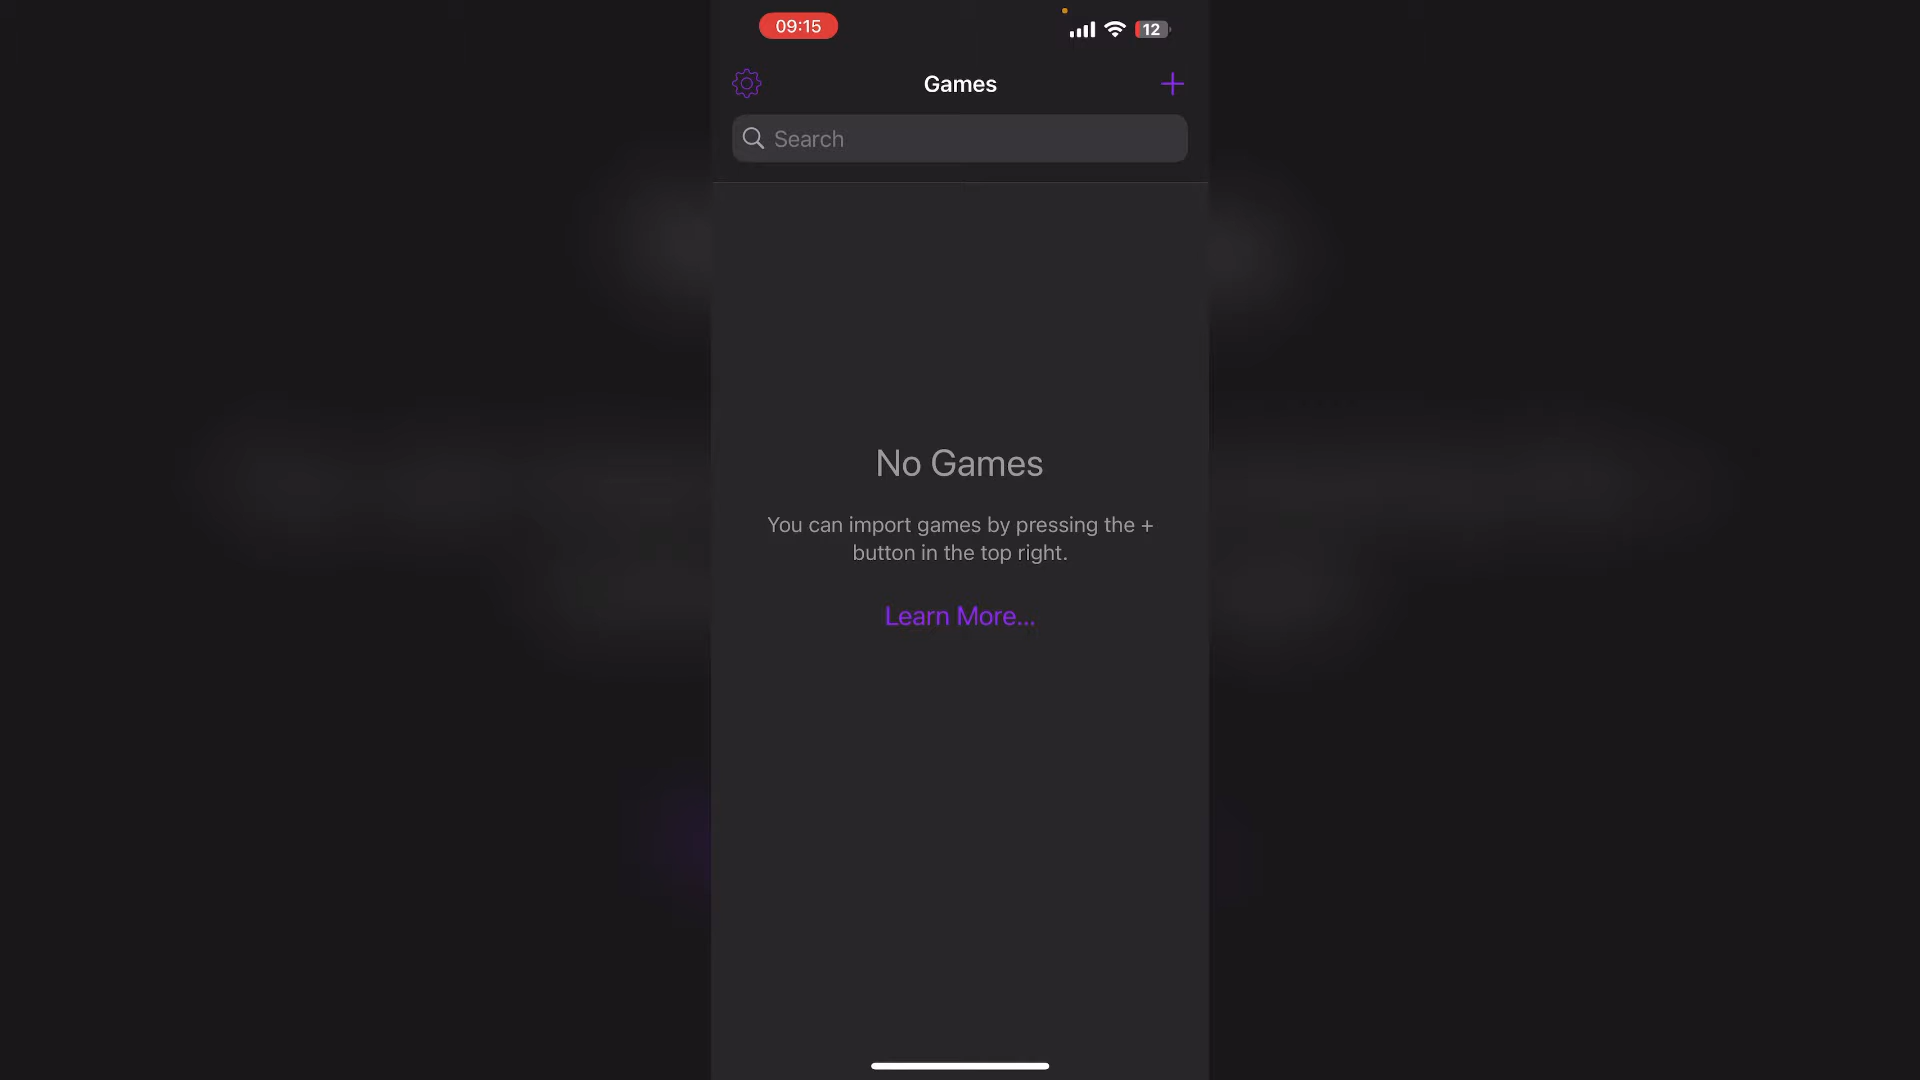 09:15
12
Games
Search
No Games
You can import games by pressing the +
button in the top right.
Learn More...